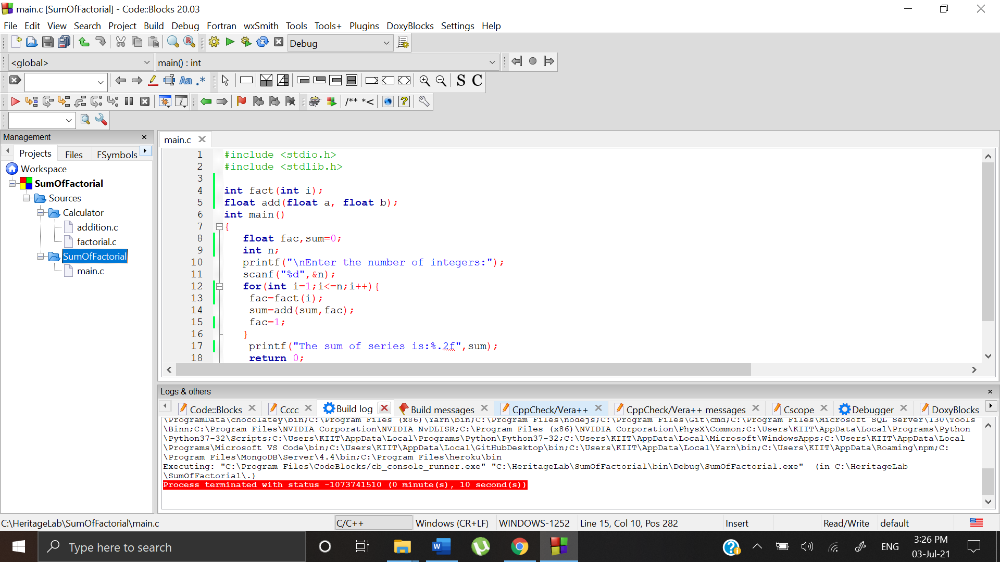 main.c [SumOfFactorial] - Code::Blocks 20.03
File Edit View Search Project Build Debug Fortran wxSmith Tools Tools+ Plugins DoxyBlocks Settings Help
Debug
<global> main() : int
Aa .* S C
/** *<
Management
Projects Files FSymbols
Workspace
SumOfFactorial
Sources
Calculator
addition.c
factorial.c
SumOfFactorial
main.c
main.c
1 #include <stdio.h>
2 #include <stdlib.h>
3
4 int fact(int i);
5 float add(float a, float b);
6 int main()
7 {
8 float fac,sum=0;
9 int n;
10 printf("\nEnter the number of integers:");
11 scanf("%d",&n);
12 for(int i=1;i<=n;i++){
13 fac=fact(i);
14 sum=add(sum,fac);
15 fac=1;
16 }
17 printf("The sum of series is:%.2f",sum);
18 return 0;
Logs & others
Code::Blocks Cccc Build log Build messages CppCheck/Vera++ CppCheck/Vera++ messages Cscope Debugger DoxyBlocks
\ProgramData\chocolatey\bin;C:\Program Files (x86)\Yarn\bin;C:\Program Files\nodejs;C:\Program Files\Git\cmd;C:\Program Files\Microsoft SQL Server\130\Tools
\Binn;C:\Program Files\NVIDIA Corporation\NVIDIA NvDLISR;C:\Program Files (x86)\NVIDIA Corporation\PhysX\Common;C:\Users\KIIT\AppData\Local\Programs\Python
\Python37-32\Scripts;C:\Users\KIIT\AppData\Local\Programs\Python\Python37-32;C:\Users\KIIT\AppData\Local\Microsoft\WindowsApps;C:\Users\KIIT\AppData\Local
\Programs\Microsoft VS Code\bin;C:\Users\KIIT\AppData\Local\GitHubDesktop\bin;C:\Users\KIIT\AppData\Local\Yarn\bin;C:\Users\KIIT\AppData\Roaming\npm;C:
\Program Files\MongoDB\Server\4.4\bin;C:\Program Files\heroku\bin
Executing: "C:\Program Files\CodeBlocks/cb_console_runner.exe" "C:\HeritageLab\SumOfFactorial\bin\Debug\SumOfFactorial.exe" (in C:\HeritageLab
\SumOfFactorial\.)
Process terminated with status -1073741510 (0 minute(s), 10 second(s))
C:\HeritageLab\SumOfFactorial\main.c C/C++ Windows (CR+LF) WINDOWS-1252 Line 15, Col 10, Pos 282 Insert Read/Write default
Type here to search
ENG
3:26 PM
03-Jul-21